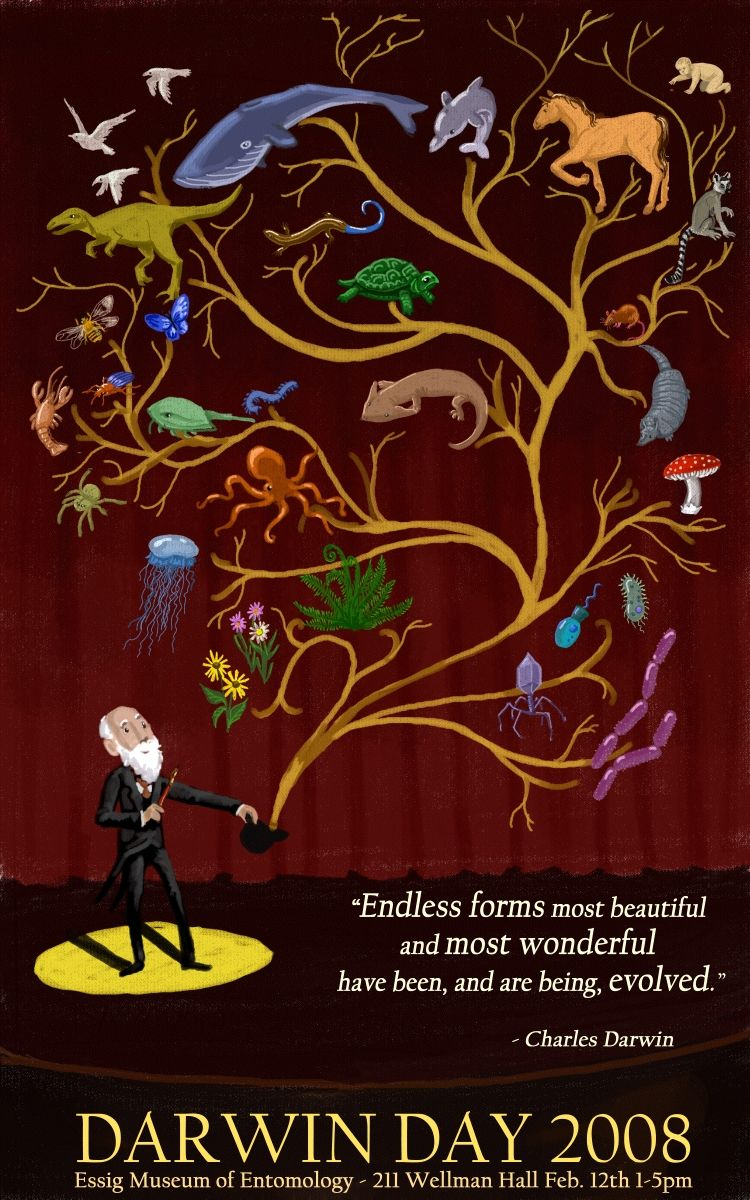 “Endless forms most beautiful
and most wonderful
have been, and are being, evolved.”
- Charles Darwin
DARWIN DAY 2008
Essig Museum of Entomology - 211 Wellman Hall Feb. 12th 1-5pm